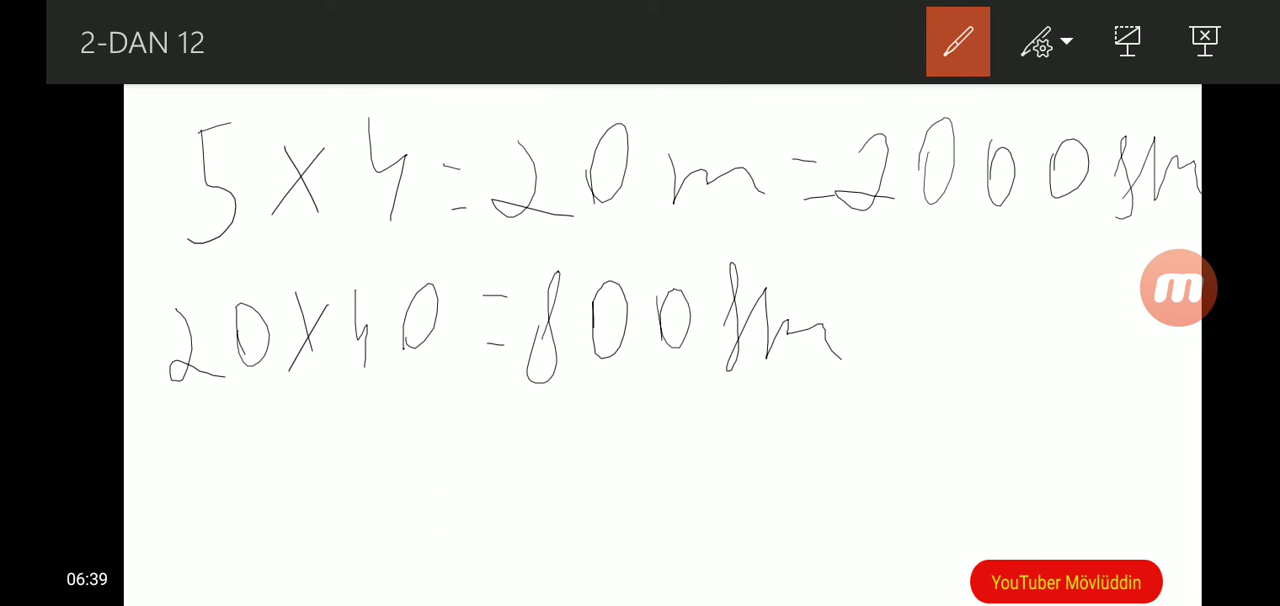 2-DAN 12
5 x 4 = 20 m = 2000 sm
20 x 40 = 800 sm
06:39
YouTuber Mövlüddin